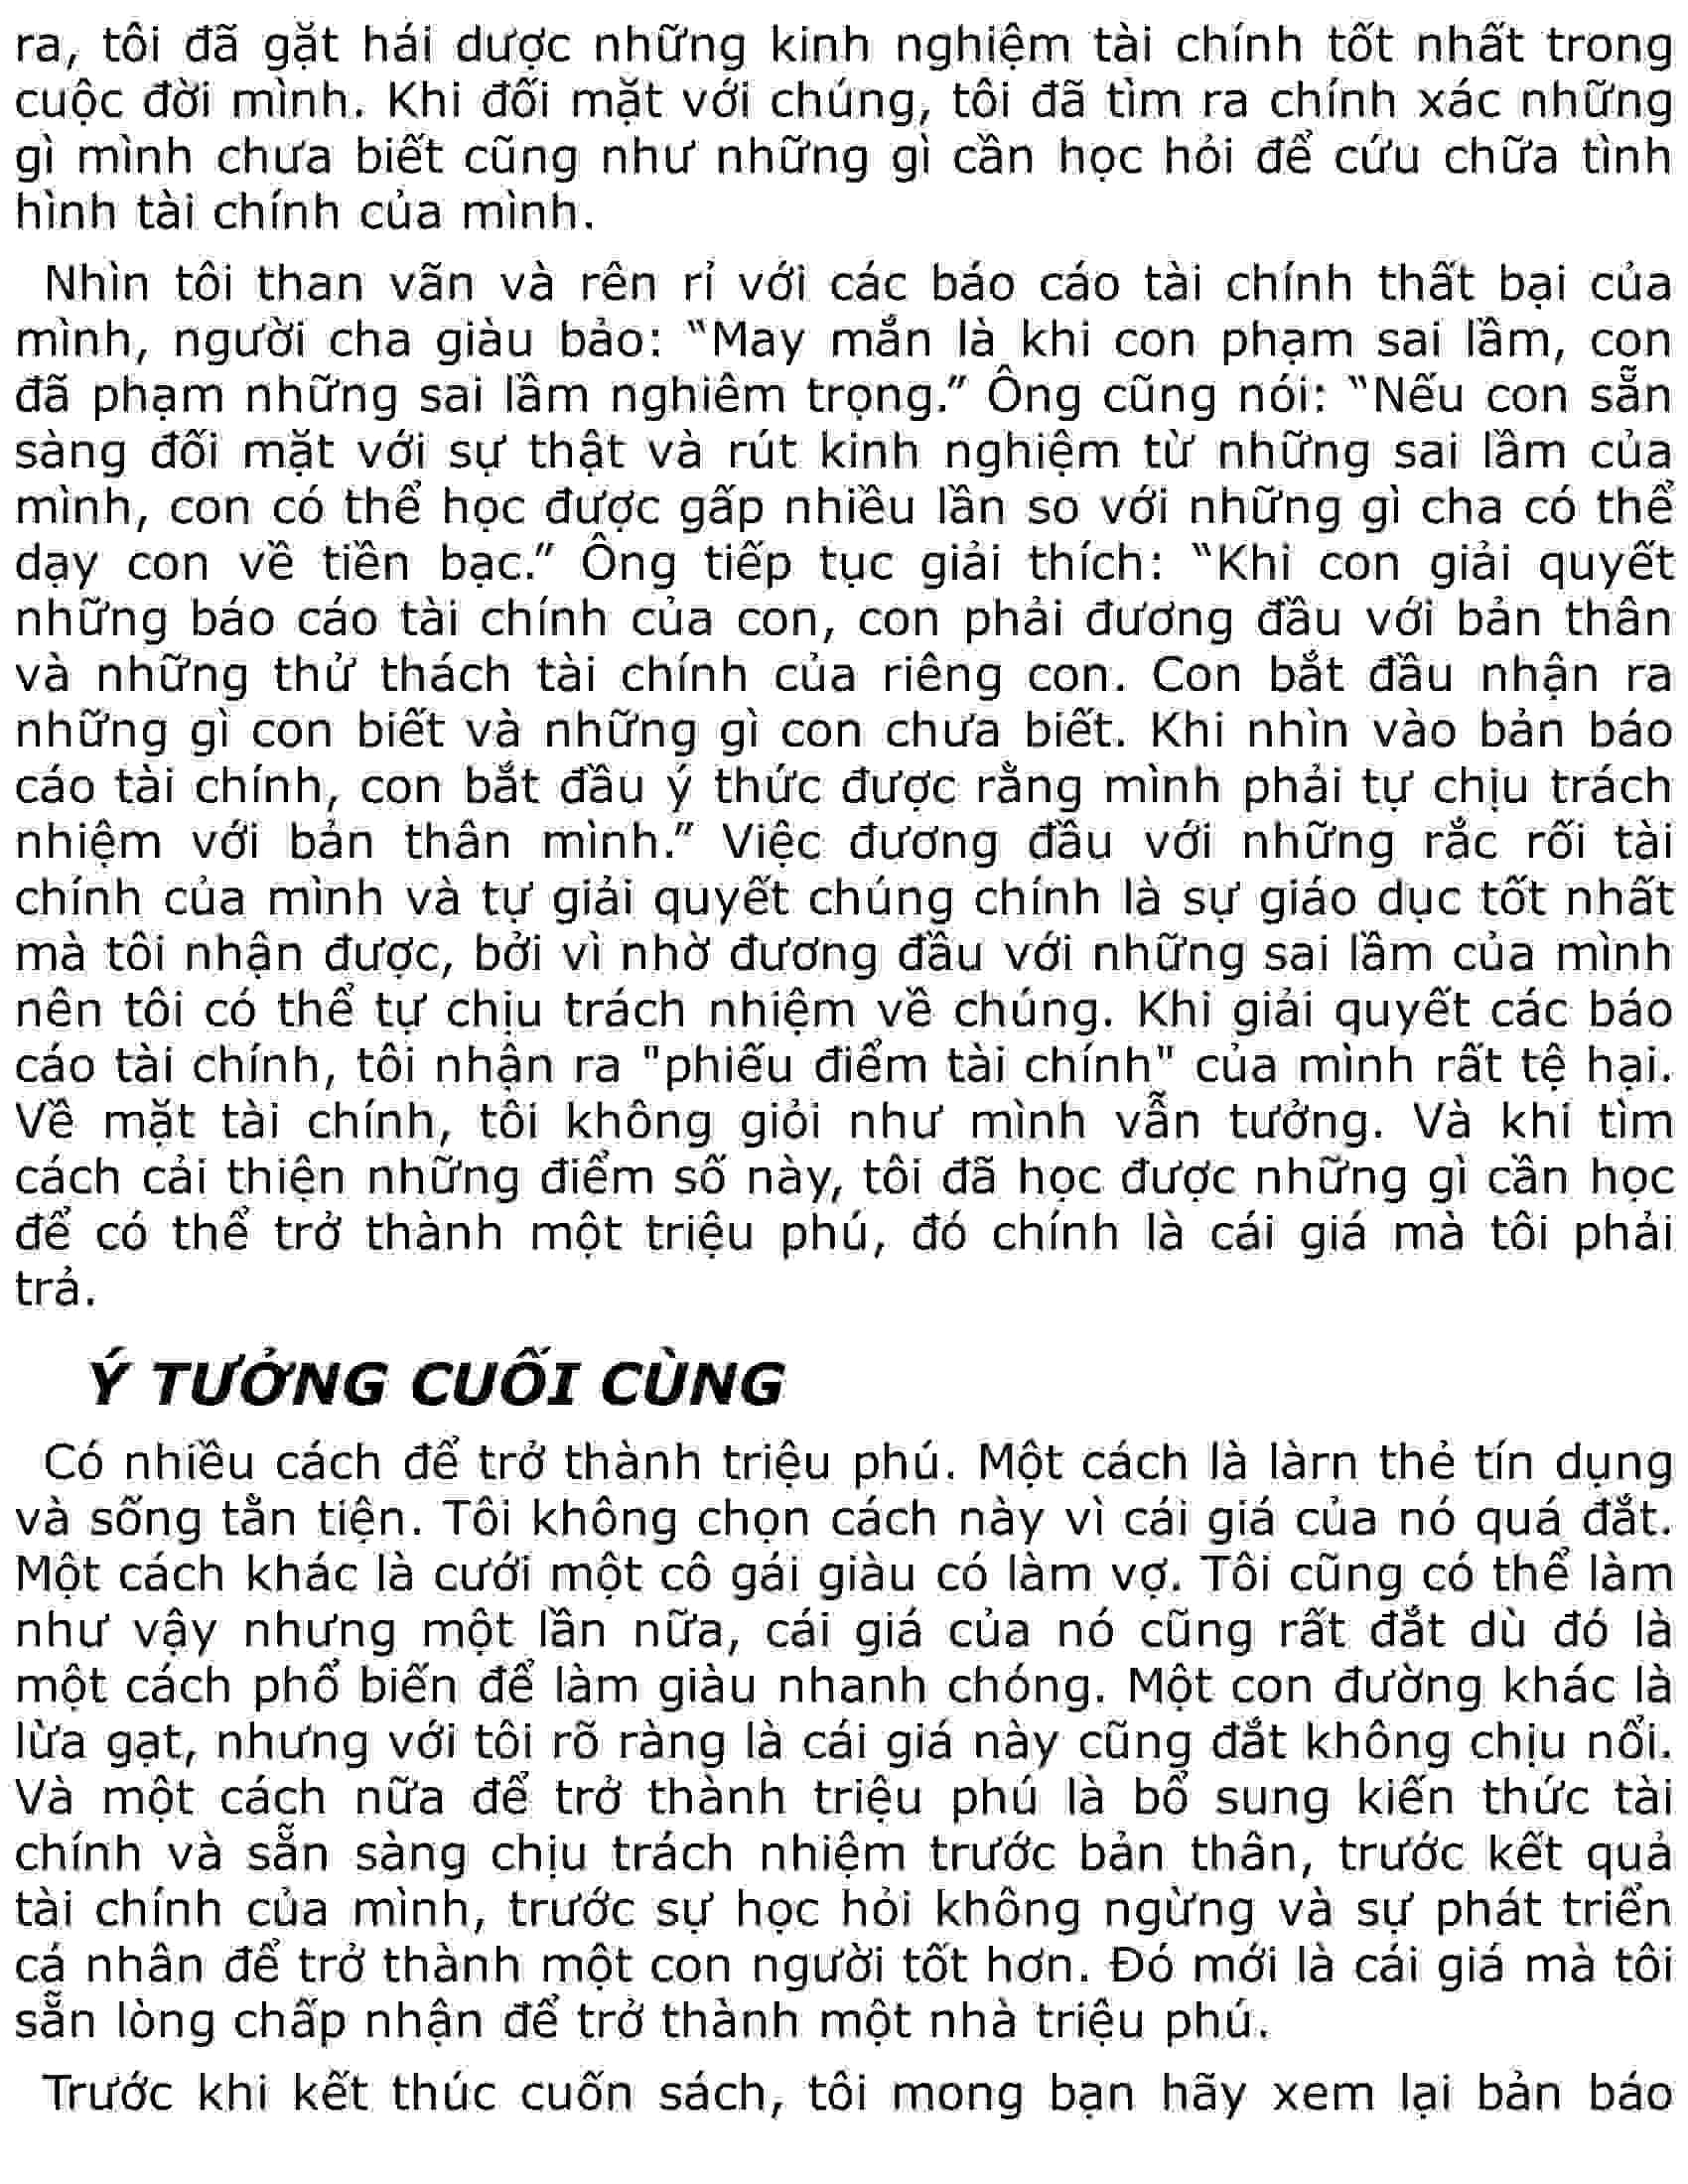 ra, tôi đã gặt hái dược những kinh nghiệm tài chính tốt nhất trong
cuộc đời mình. Khi đối mặt với chúng, tôi đã tìm ra chính xác những
gì mình chưa biết cũng như những gì cần học hỏi để cứu chữa tình
hình tài chính của mình.
Nhìn tôi than vãn và rên rỉ với các báo cáo tài chính thất bại của
mình, người cha giàu bảo: “May mắn là khi con phạm sai lầm, con
đã phạm những sai lầm nghiêm trọng.” Ông cũng nói: “Nếu con sẵn
sàng đối mặt với sự thật và rút kinh nghiệm từ những sai lầm của
mình, con có thể học được gấp nhiều lần so với những gì cha có thể
dạy con về tiền bạc.” Ông tiếp tục giải thích: “Khi con giải quyết
những báo cáo tài chính của con, con phải đương đầu với bản thân
và những thử thách tài chính của riêng con. Con bắt đầu nhận ra
những gì con biết và những gì con chưa biết. Khi nhìn vào bản báo
cáo tài chính, con bắt đầu ý thức được rằng mình phải tự chịu trách
nhiệm với bản thân mình.” Việc đương đầu với những rắc rối tài
chính của mình và tự giải quyết chúng chính là sự giáo dục tốt nhất
mà tôi nhận được, bởi vì nhờ đương đầu với những sai lầm của mình
nên tôi có thể tự chịu trách nhiệm về chúng. Khi giải quyết các báo
cáo tài chính, tôi nhận ra "phiếu điểm tài chính" của mình rất tệ hại.
Về mặt tài chính, tôi không giỏi như mình vẫn tưởng. Và khi tìm
cách cải thiện những điểm số này, tôi đã học được những gì cần học
để có thể trở thành một triệu phú, đó chính là cái giá mà tôi phải
trả.
Ý TƯỞNG CUỐI CÙNG
Có nhiều cách để trở thành triệu phú. Một cách là làrn thẻ tín dụng
và sống tằn tiện. Tôi không chọn cách này vì cái giá của nó quá đắt.
Một cách khác là cưới một cô gái giàu có làm vợ. Tôi cũng có thể làm
như vậy nhưng một lần nữa, cái giá của nó cũng rất đắt dù đó là
một cách phổ biến để làm giàu nhanh chóng. Một con đường khác là
lừa gạt, nhưng với tôi rõ ràng là cái giá này cũng đắt không chịu nổi.
Và một cách nữa để trở thành triệu phú là bổ sung kiến thức tài
chính và sẵn sàng chịu trách nhiệm trước bản thân, trước kết quả
tài chính của mình, trước sự học hỏi không ngừng và sự phát triển
cá nhân để trở thành một con người tốt hơn. Đó mới là cái giá mà tôi
sẵn lòng chấp nhận để trở thành một nhà triệu phú.
Trước khi kết thúc cuốn sách, tôi mong bạn hãy xem lại bản báo